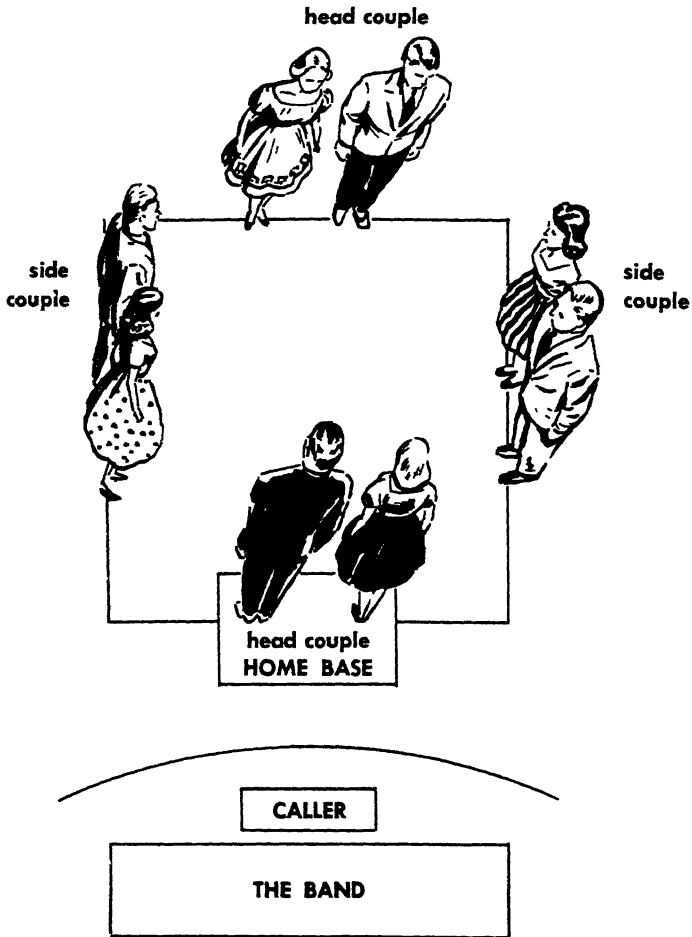 head couple
side
couple
side
couple
head couple
HOME BASE
CALLER
THE BAND